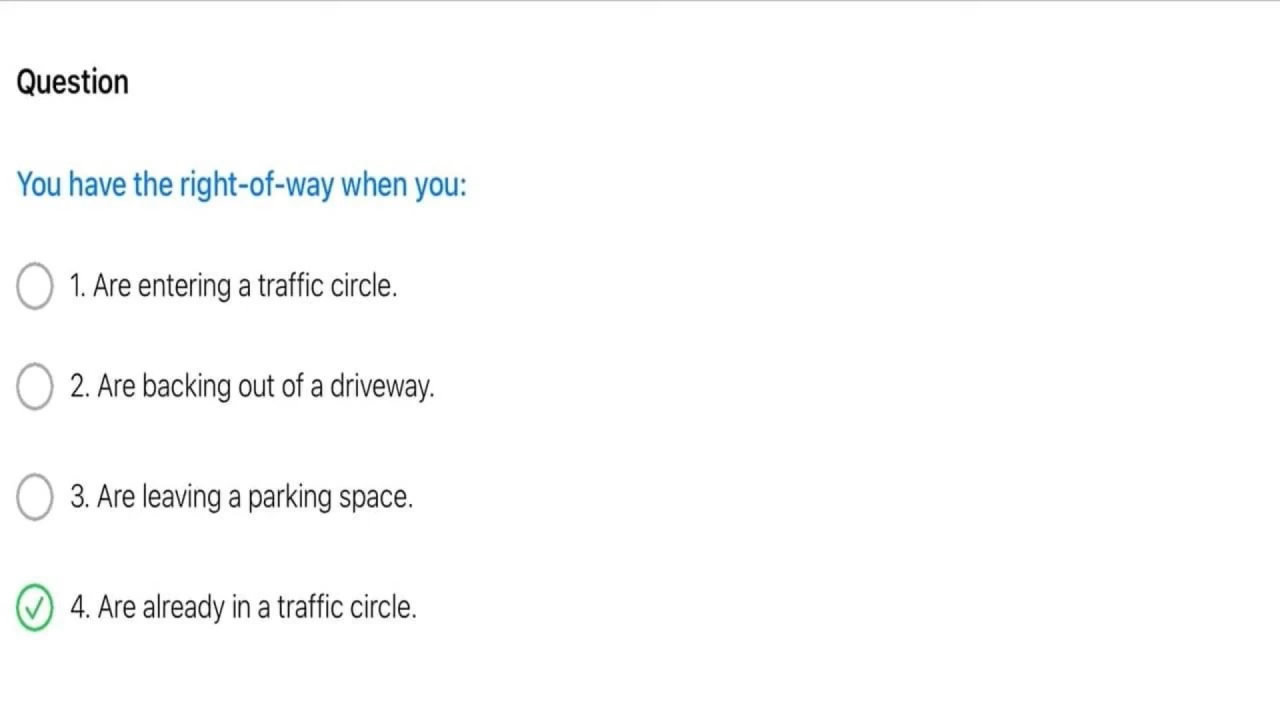 Question
You have the right-of-way when you:
1. Are entering a traffic circle.
2. Are backing out of a driveway.
3. Are leaving a parking space.
4. Are already in a traffic circle.